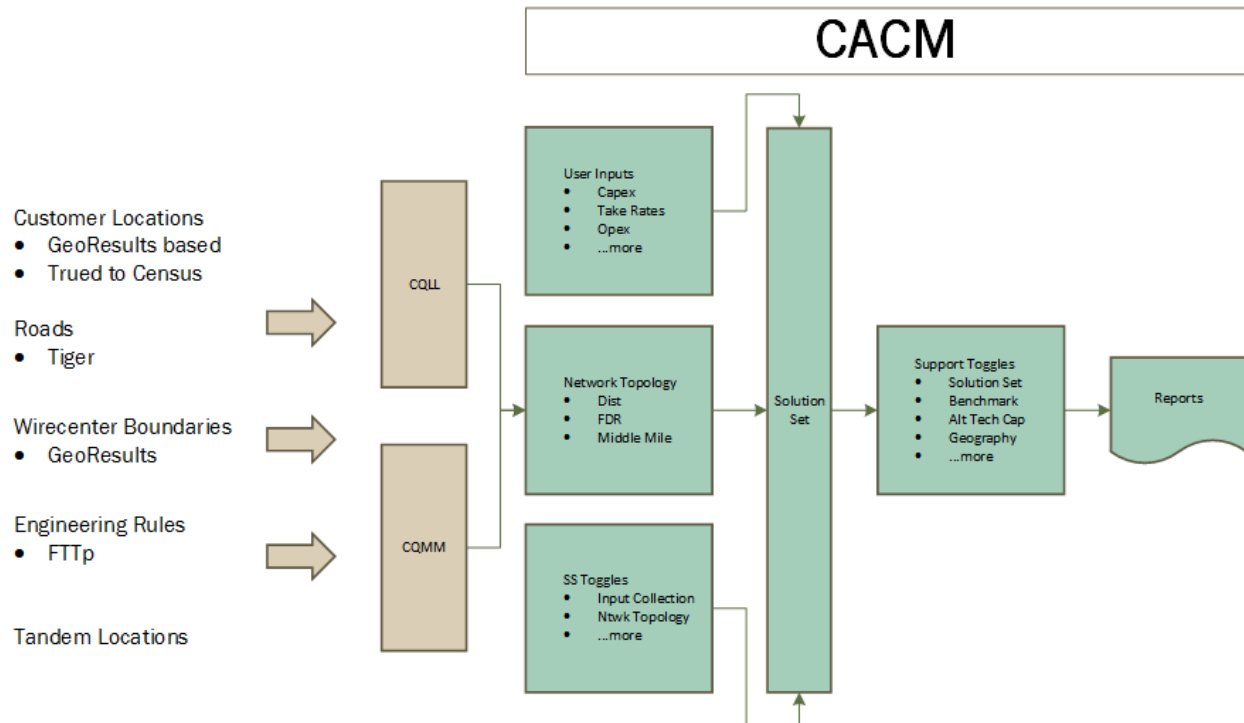 CACM
Customer Locations
• GeoResults based
• Trued to Census
Roads
• Tiger
Wirecenter Boundaries
• GeoResults
Engineering Rules
• FTTp
Tandem Locations
CQLL
CQMM
User Inputs
• Capex
• Take Rates
• Opex
• ...more
Network Topology
• Dist
• FDR
• Middle Mile
SS Toggles
• Input Collection
• Ntwk Topology
• ...more
Solution
Set
Support Toggles
• Solution Set
• Benchmark
• Alt Tech Cap
• Geography
• ...more
Reports